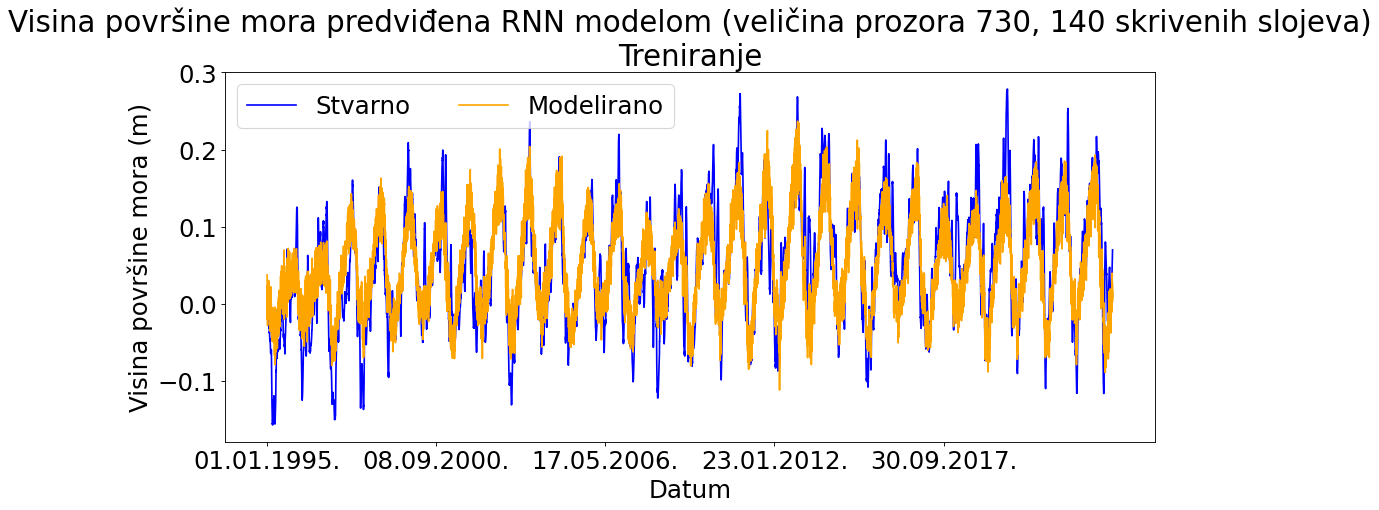 Visina površine mora predviđena RNN modelom (veličina prozora 730, 140 skrivenih slojeva)
Treniranje
Stvarno Modelirano
Visina površine mora (m)
0.3
0.2
0.1
0.0
−0.1
01.01.1995. 08.09.2000. 17.05.2006. 23.01.2012. 30.09.2017.
Datum